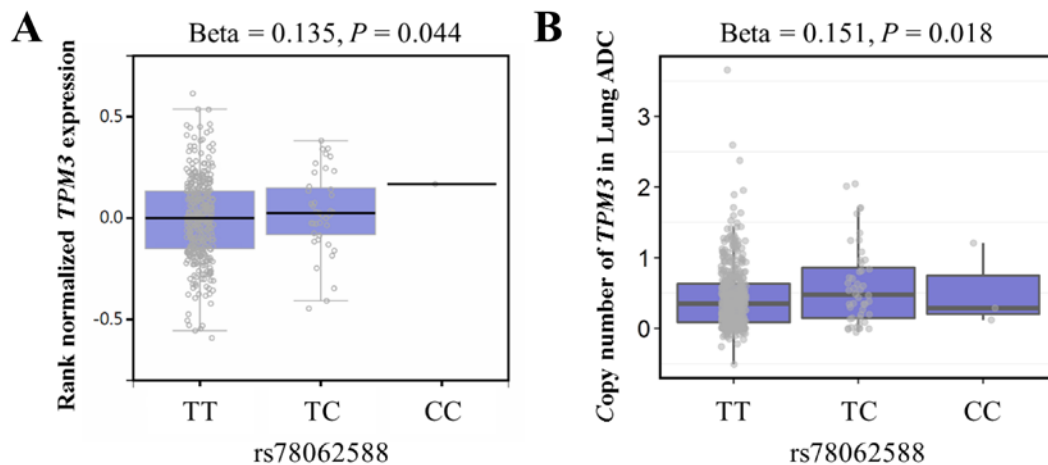 A
Beta = 0.135, P = 0.044
Rank normalized TPM3 expression
0.5
0.0
-0.5
TT TC CC
rs78062588
B
Beta = 0.151, P = 0.018
Copy number of TPM3 in Lung ADC
3
2
1
0
TT TC CC
rs78062588